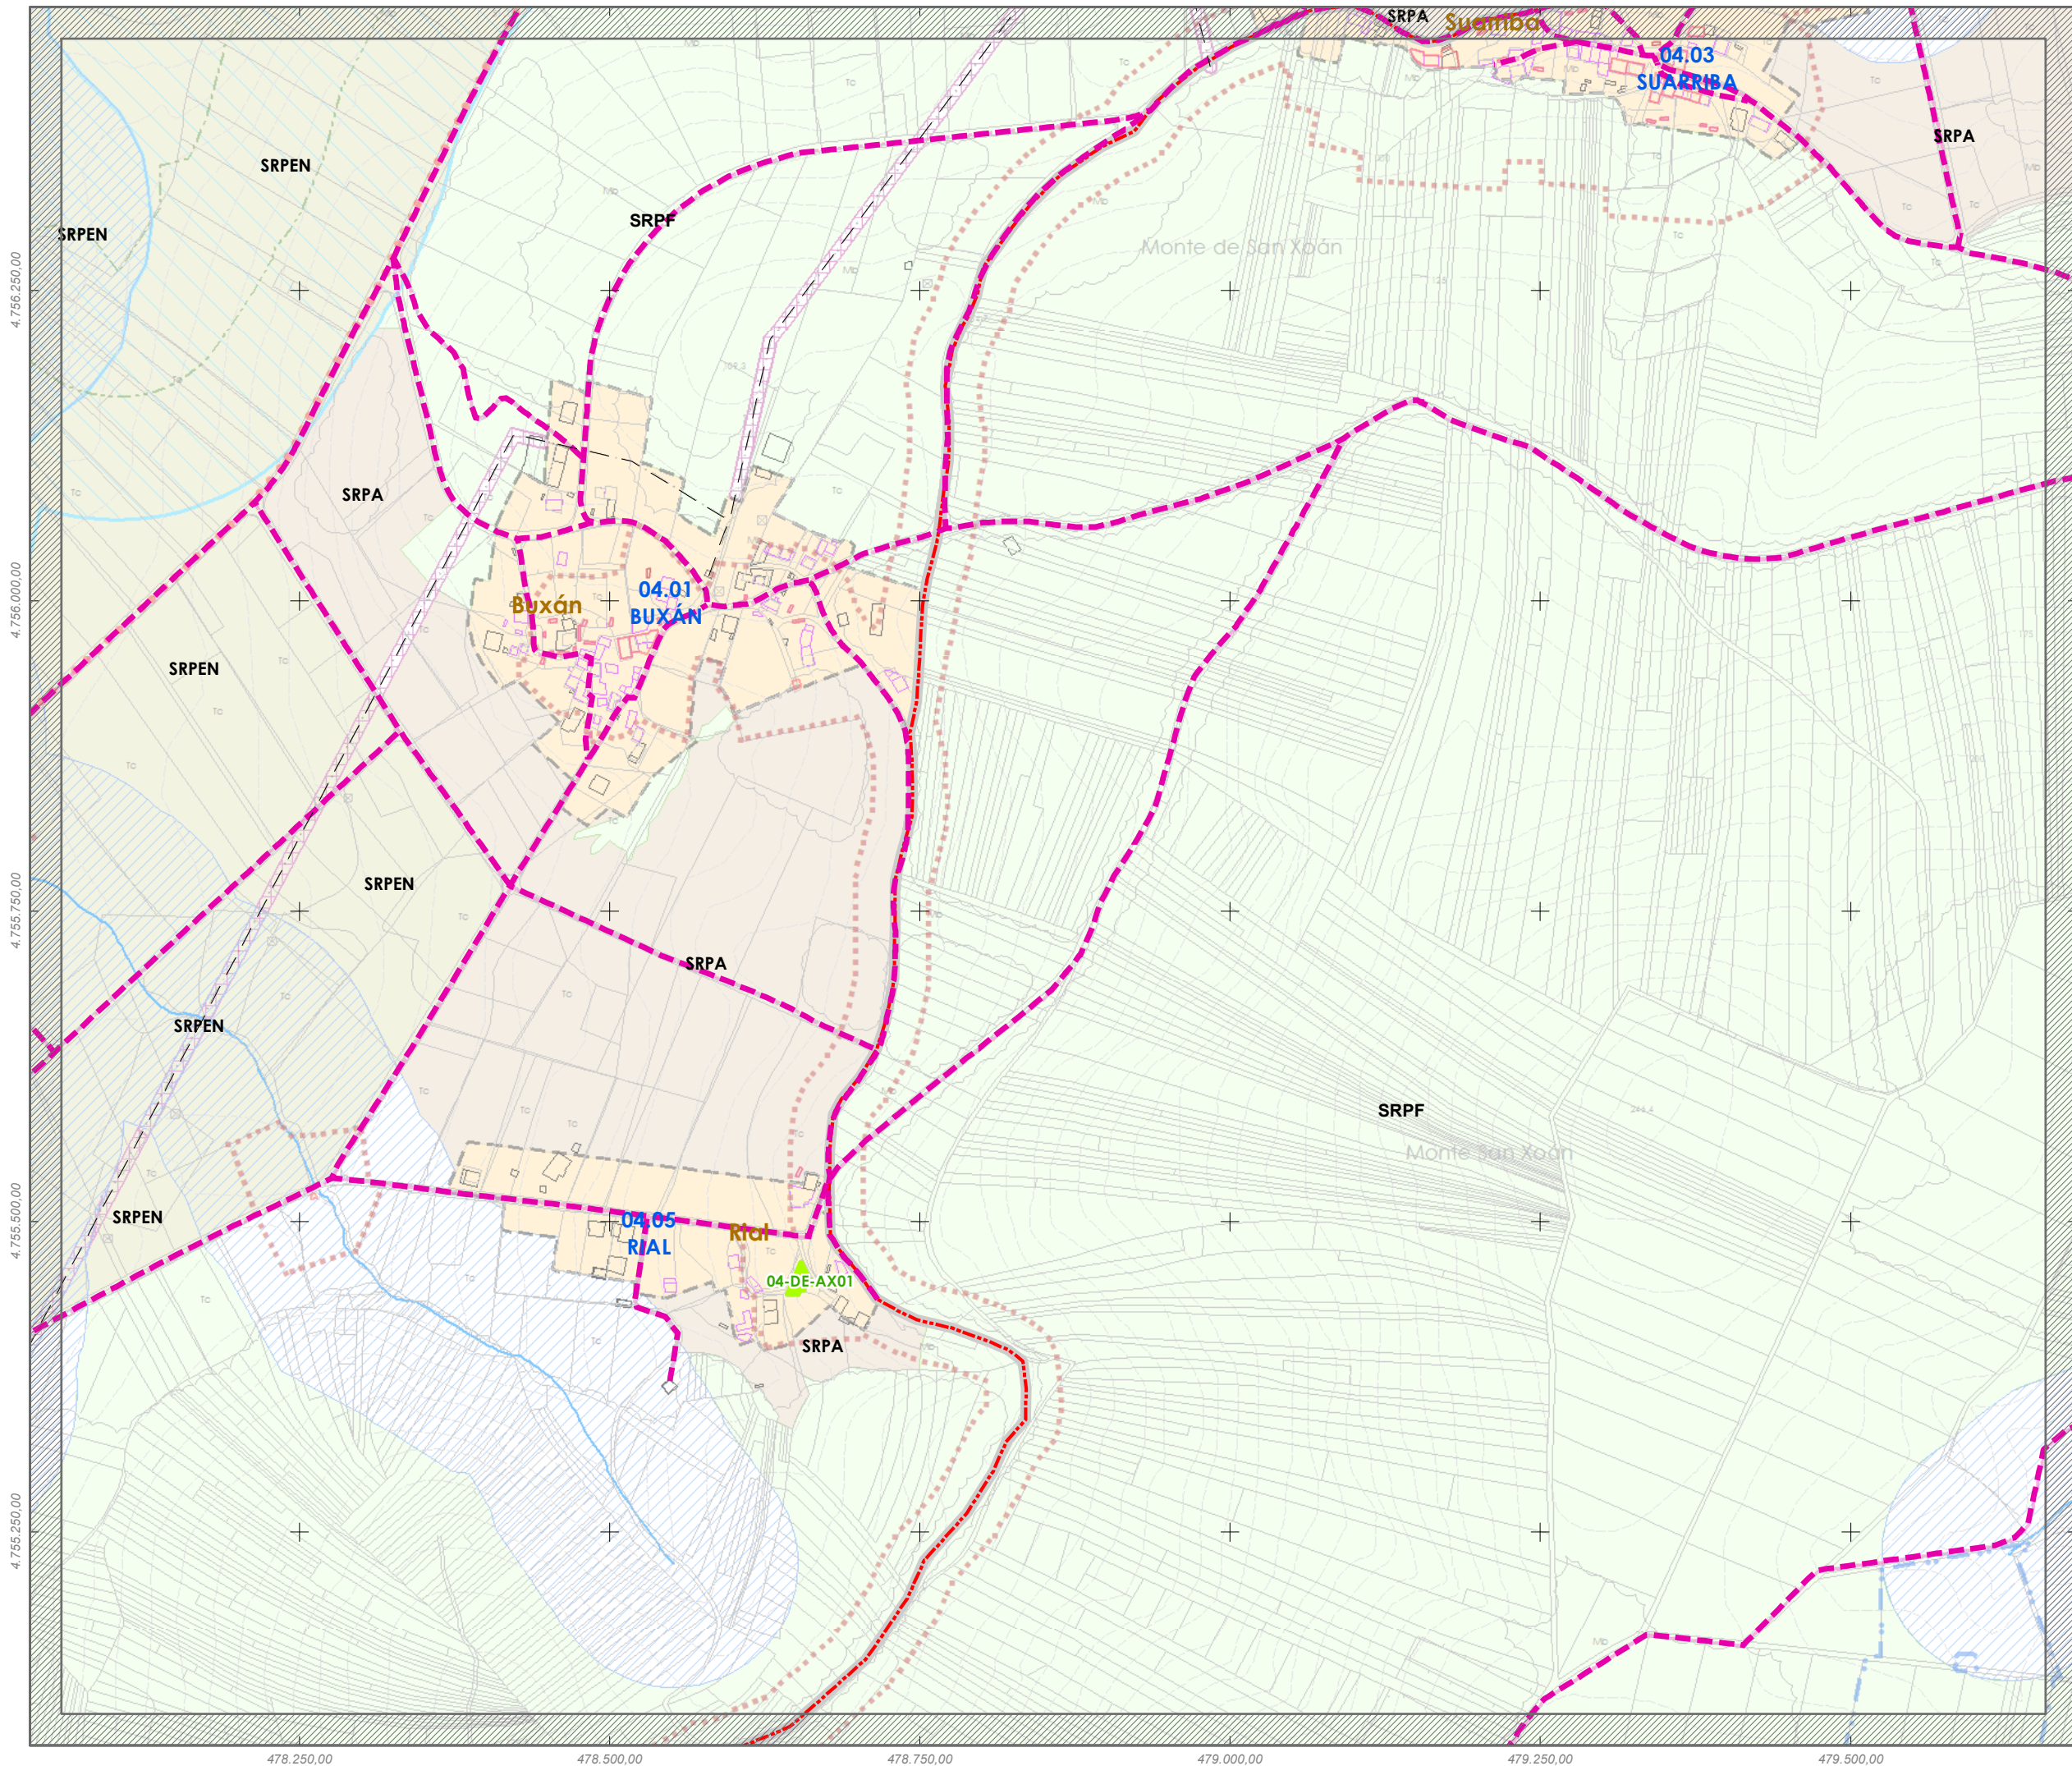 SRPA
Suarriba
04.03
SUARRIBA
SRPEN
SRPA
SRPF
SRPEN
Monte de San Xoán
4.756.250,00
SRPA
4.756.000,00
Buxán
04.01
BUXÁN
SRPEN
SRPEN
4.755.750,00
SRPA
SRPEN
SRPF
Monte San Xoán
SRPEN
04.05
RIAL
Rial
4.755.500,00
04-DE-AX01
SRPA
4.755.250,00
478.250,00
478.500,00
478.750,00
479.000,00
479.250,00
479.500,00